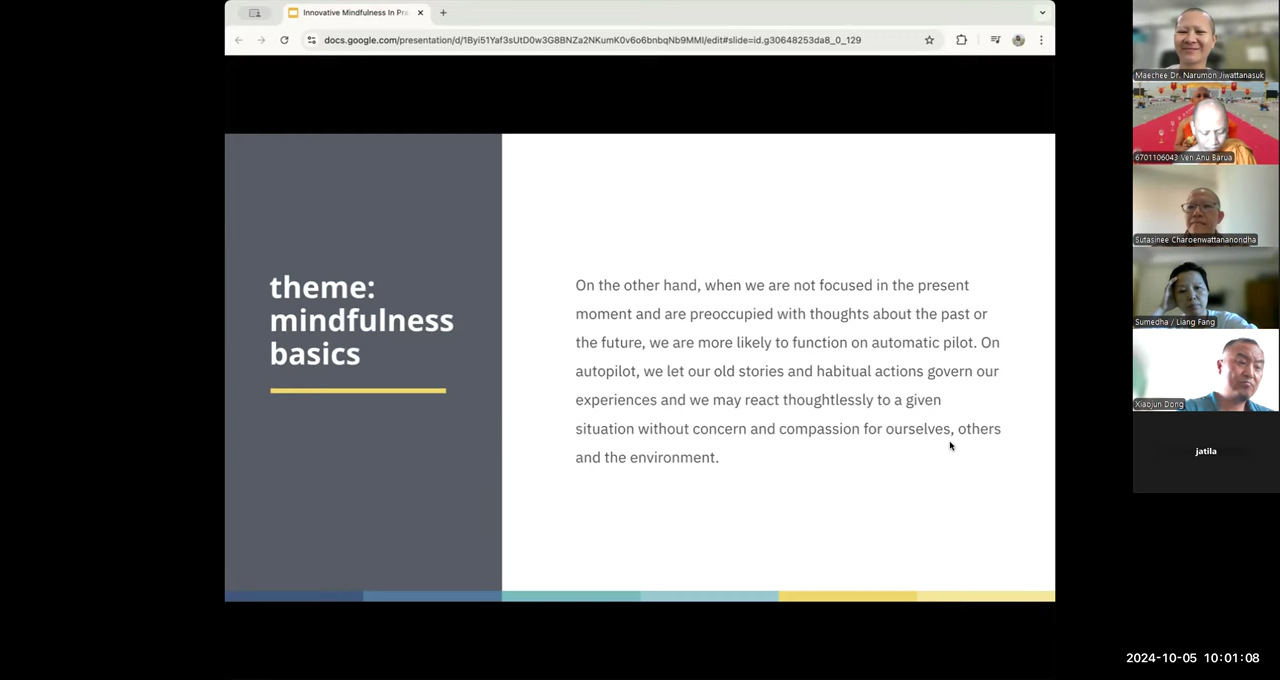 Innovative Mindfulness In Pra
docs.google.com/presentation/d/1Byi51Yaf3sUtD0w3G8BNZa2NKumK0v6o6bnbqNb9MMI/edit#slide=id.g30648253da8_0_129
theme:
mindfulness
basics
On the other hand, when we are not focused in the present
moment and are preoccupied with thoughts about the past or
the future, we are more likely to function on automatic pilot. On
autopilot, we let our old stories and habitual actions govern our
experiences and we may react thoughtlessly to a given
situation without concern and compassion for ourselves, others
and the environment.
Maechee Dr. Narumon Jiwattanasuk
6701106043 Ven Anu Barua
Sutasinee Charoenwattananondha
Sumedha / Liang Fang
Xiaojun Dong
jatila
2024-10-05 10:01:08